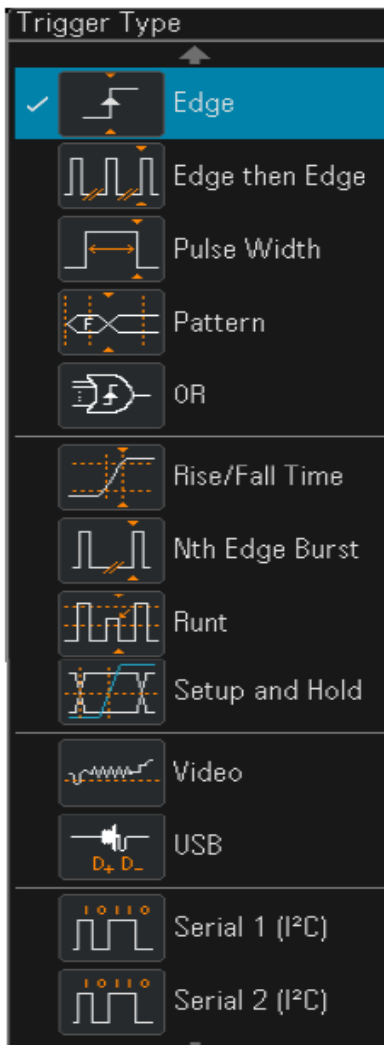 Trigger Type
Edge
Edge then Edge
Pulse Width
F
Pattern
OR
Rise/Fall Time
Nth Edge Burst
Runt
Setup and Hold
Video
D+ D-
USB
I O I I O
Serial 1 (I²C)
I O I I O
Serial 2 (I²C)